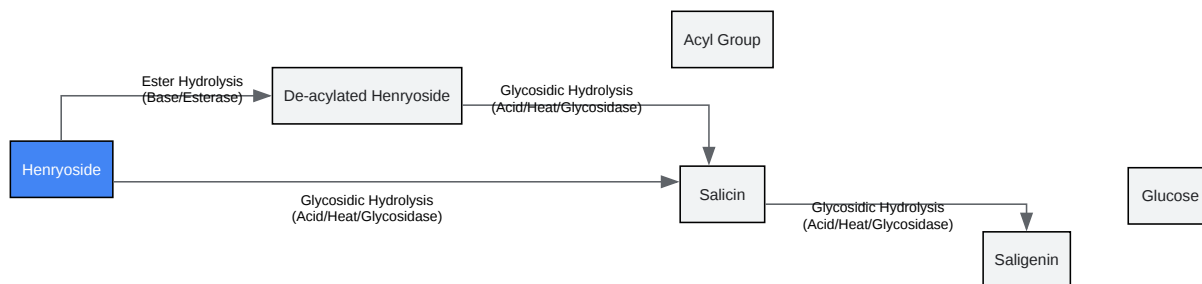 Acyl Group
Ester Hydrolysis
(Base/Esterase)
De-acylated Henryoside
Glycosidic Hydrolysis
(Acid/Heat/Glycosidase)
Henryoside
Glycosidic Hydrolysis
(Acid/Heat/Glycosidase)
Salicin
Glycosidic Hydrolysis
(Acid/Heat/Glycosidase)
Glucose
Saligenin